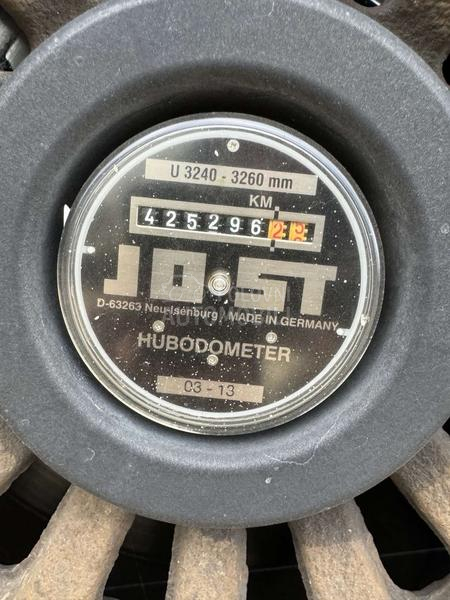 U 3240 - 3260 mm
KM
425296
JOST
D-63263 Neu-Isenburg / MADE IN GERMANY
HUBODOMETER
03 - 13